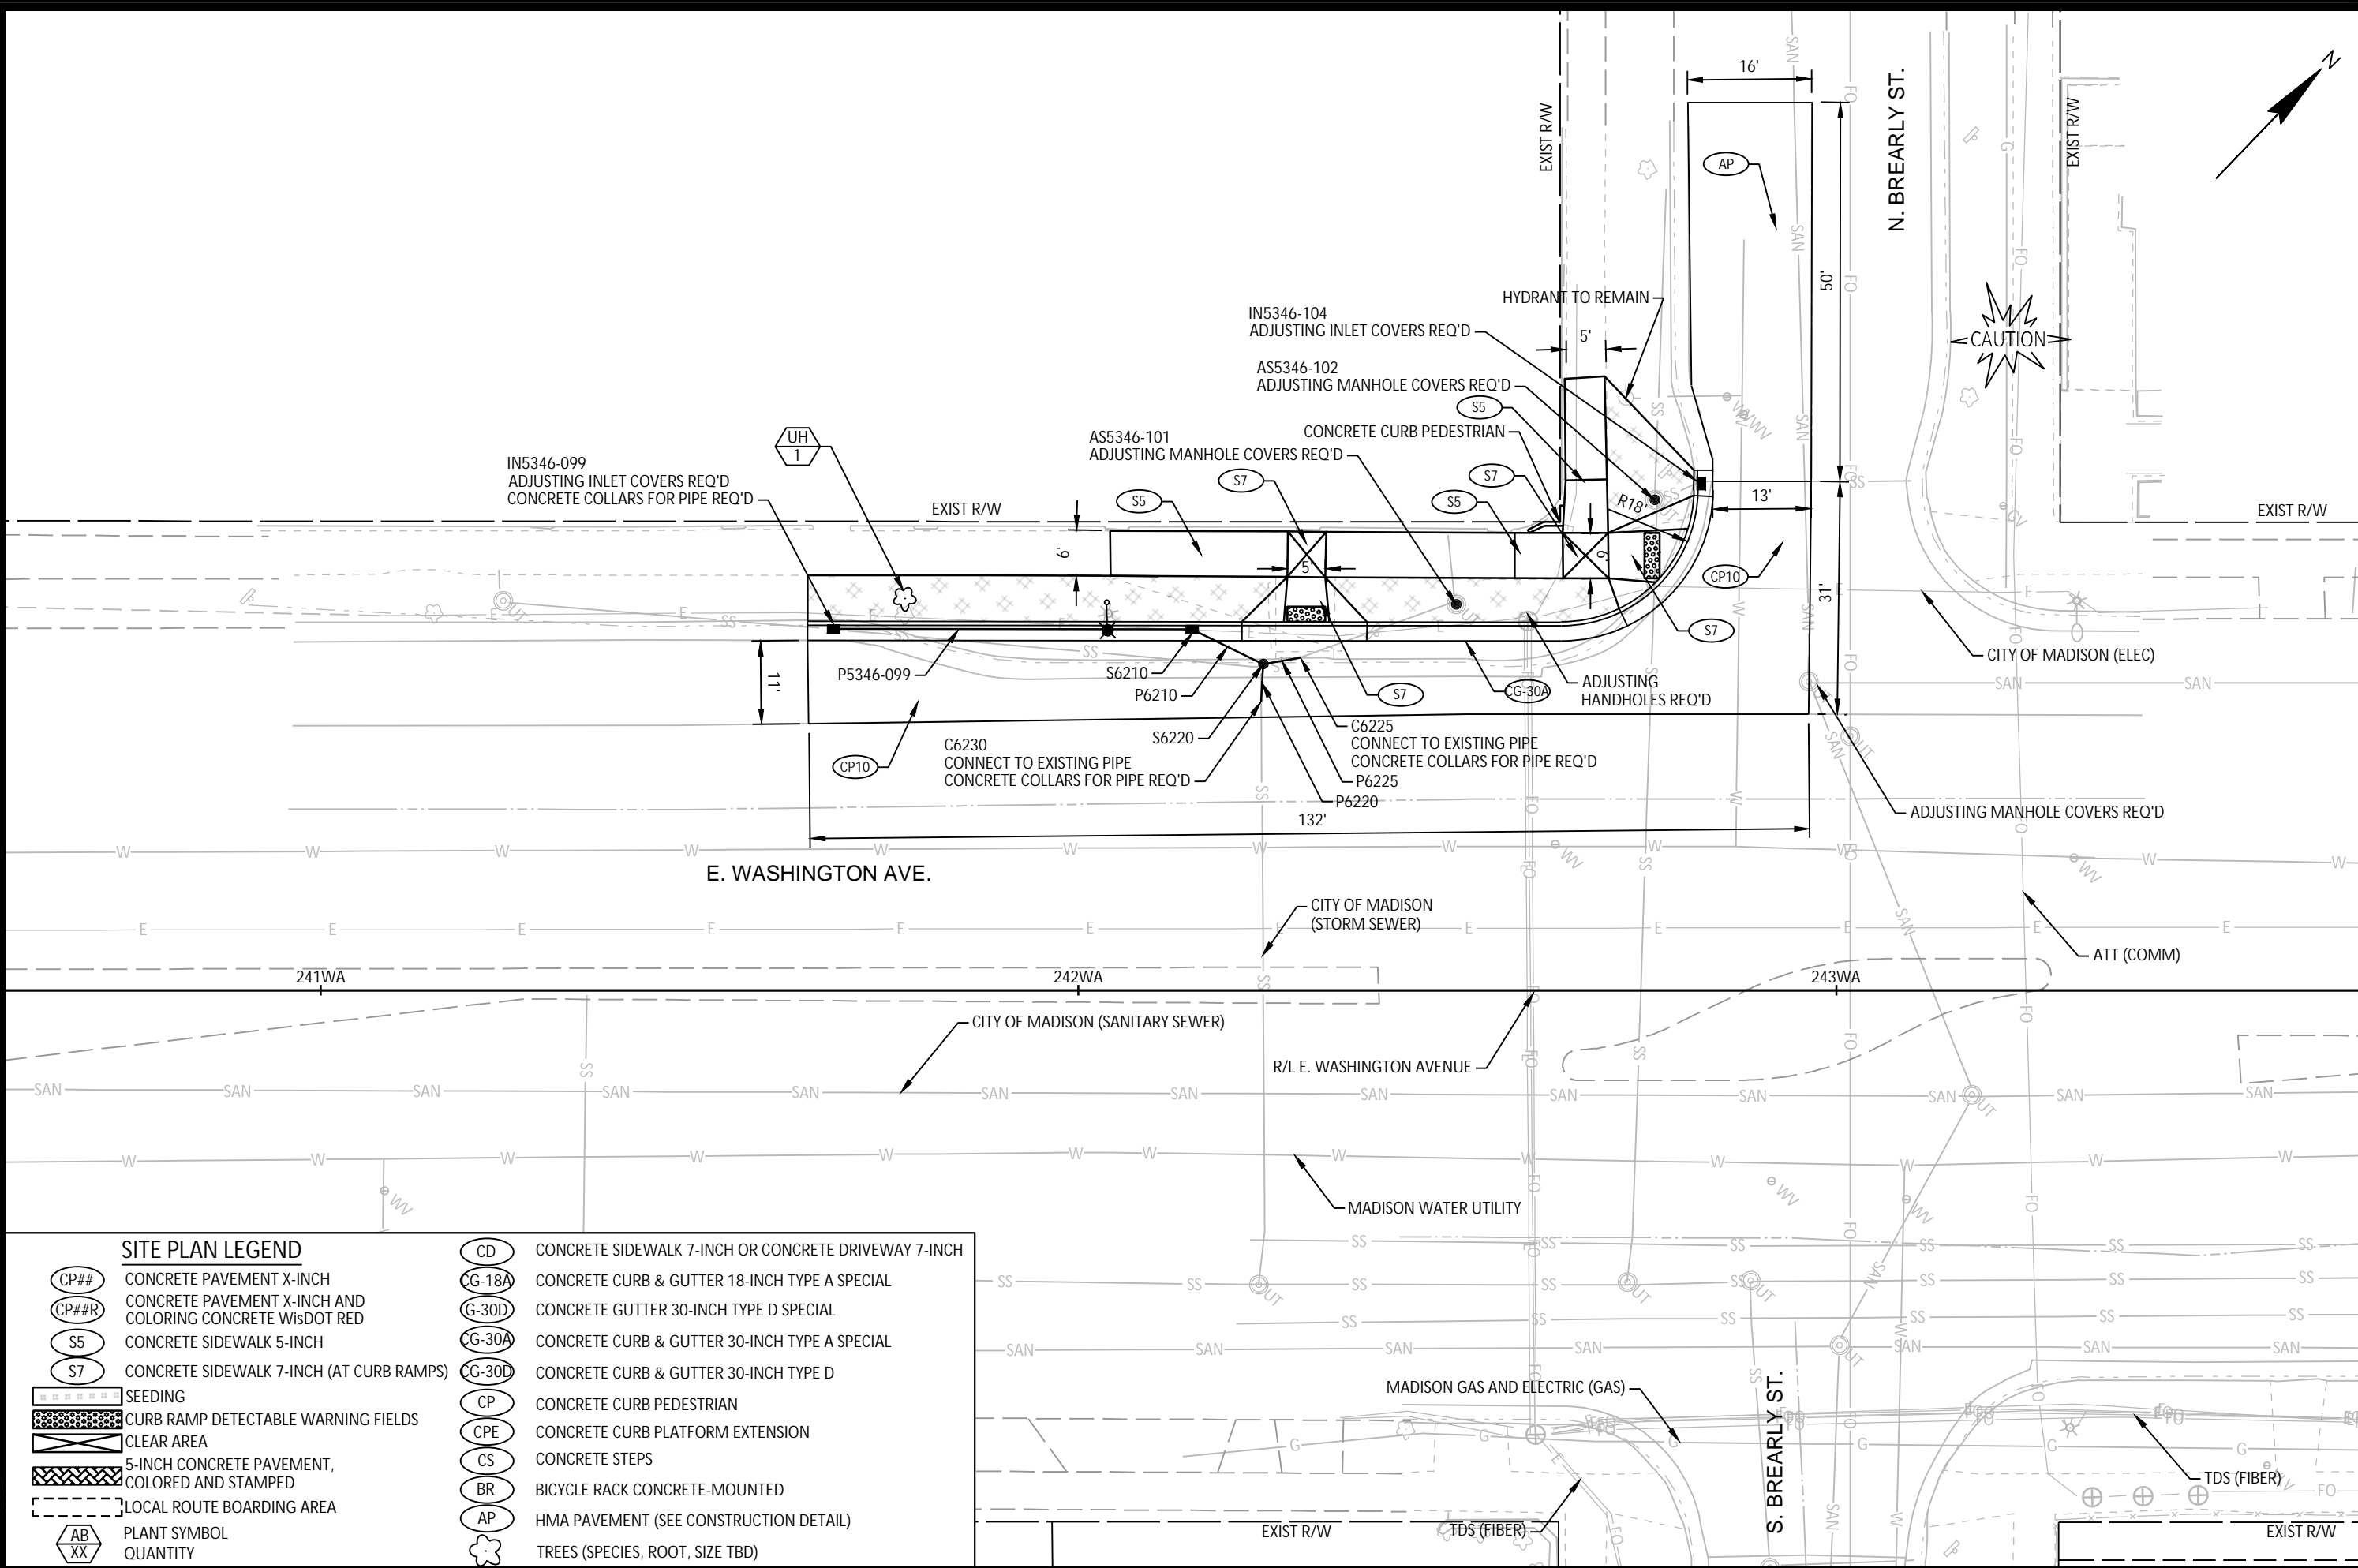 16'
N
EXIST R/W
N. BREARLY ST.
EXIST R/W
SAN
FO
G
AP
50'
HYDRANT TO REMAIN
IN5346-104
ADJUSTING INLET COVERS REQ'D
5'
CAUTION
AS5346-102
ADJUSTING MANHOLE COVERS REQ'D
S5
CONCRETE CURB PEDESTRIAN
AS5346-101
ADJUSTING MANHOLE COVERS REQ'D
UH
1
IN5346-099
ADJUSTING INLET COVERS REQ'D
CONCRETE COLLARS FOR PIPE REQ'D
S7
S7
S5
S5
R18'
13'
EXIST R/W
EXIST R/W
6'
5'
6'
CP10
31'
S7
CITY OF MADISON (ELEC)
11'
P5346-099
S6210
P6210
S7
CG-30A
ADJUSTING
HANDHOLES REQ'D
S6220
C6225
CONNECT TO EXISTING PIPE
CONCRETE COLLARS FOR PIPE REQ'D
C6230
CONNECT TO EXISTING PIPE
CONCRETE COLLARS FOR PIPE REQ'D
CP10
P6225
P6220
132'
ADJUSTING MANHOLE COVERS REQ'D
E. WASHINGTON AVE.
CITY OF MADISON
(STORM SEWER)
ATT (COMM)
241WA
242WA
243WA
CITY OF MADISON (SANITARY SEWER)
R/L E. WASHINGTON AVENUE
MADISON WATER UTILITY
MADISON GAS AND ELECTRIC (GAS)
S. BREARLY ST.
TDS (FIBER)
TDS (FIBER)
EXIST R/W
EXIST R/W
SITE PLAN LEGEND
CP## CONCRETE PAVEMENT X-INCH
CP##R CONCRETE PAVEMENT X-INCH AND
COLORING CONCRETE WisDOT RED
S5 CONCRETE SIDEWALK 5-INCH
S7 CONCRETE SIDEWALK 7-INCH (AT CURB RAMPS)
SEEDING
CURB RAMP DETECTABLE WARNING FIELDS
CLEAR AREA
5-INCH CONCRETE PAVEMENT,
COLORED AND STAMPED
LOCAL ROUTE BOARDING AREA
AB PLANT SYMBOL
XX QUANTITY
CD CONCRETE SIDEWALK 7-INCH OR CONCRETE DRIVEWAY 7-INCH
CG-18A CONCRETE CURB & GUTTER 18-INCH TYPE A SPECIAL
G-30D CONCRETE GUTTER 30-INCH TYPE D SPECIAL
CG-30A CONCRETE CURB & GUTTER 30-INCH TYPE A SPECIAL
CG-30D CONCRETE CURB & GUTTER 30-INCH TYPE D
CP CONCRETE CURB PEDESTRIAN
CPE CONCRETE CURB PLATFORM EXTENSION
CS CONCRETE STEPS
BR BICYCLE RACK CONCRETE-MOUNTED
AP HMA PAVEMENT (SEE CONSTRUCTION DETAIL)
TREES (SPECIES, ROOT, SIZE TBD)